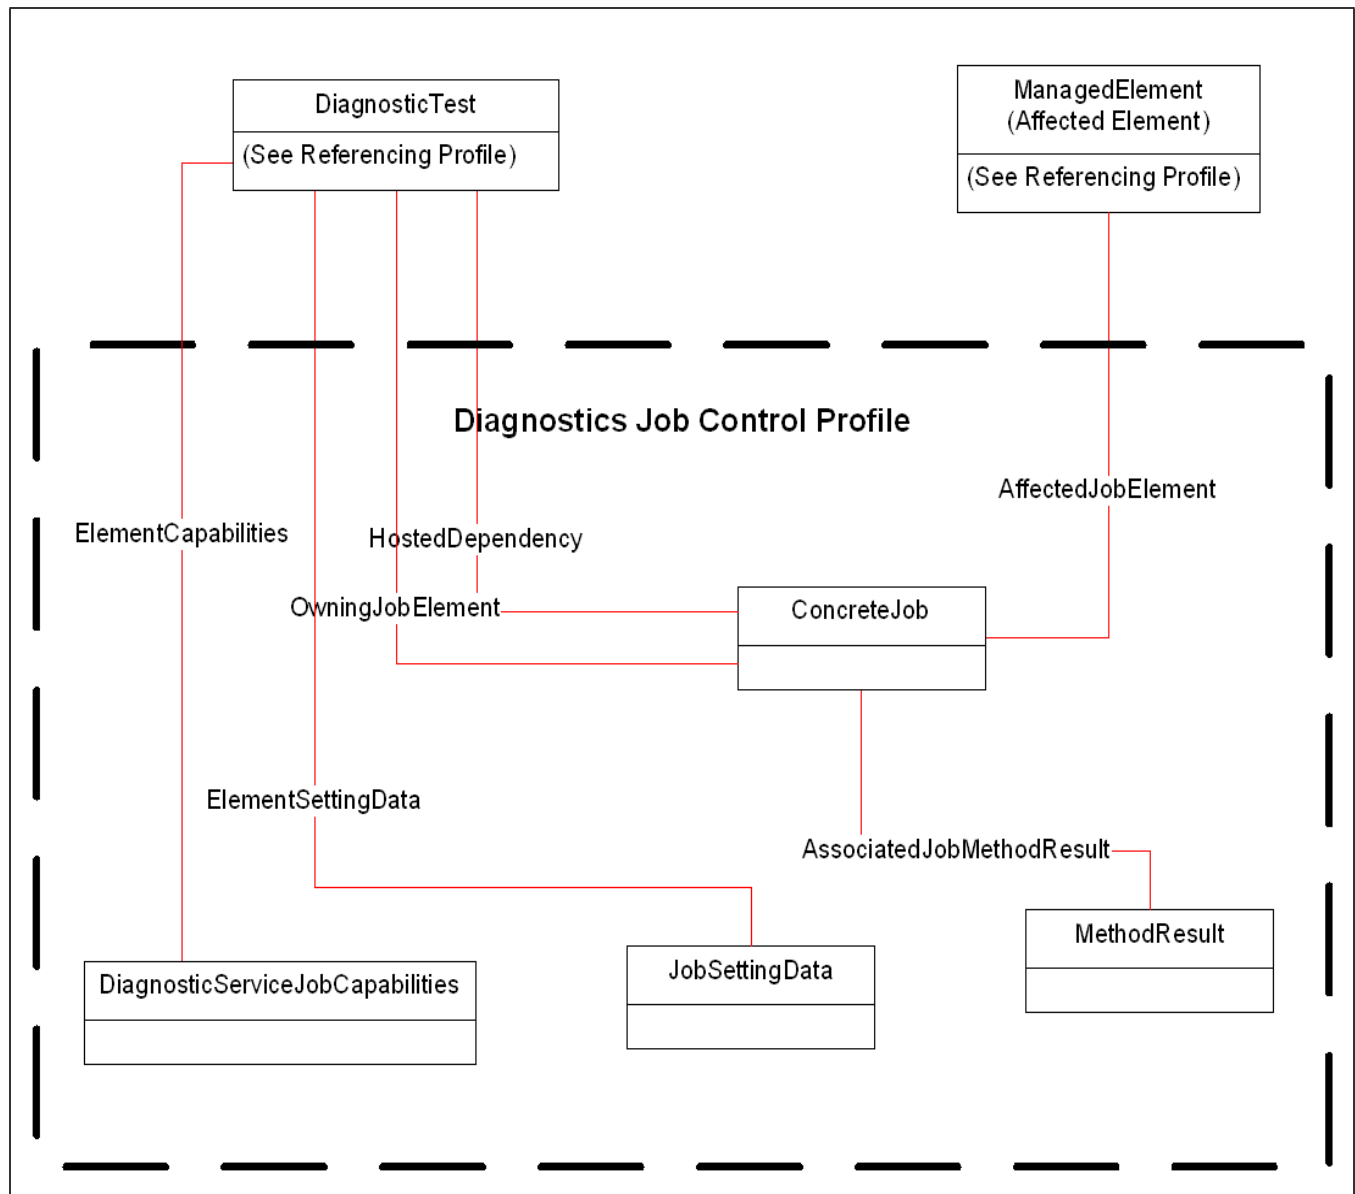 DiagnosticTest
(See Referencing Profile)
ManagedElement
(Affected Element)
(See Referencing Profile)
Diagnostics Job Control Profile
AffectedJobElement
ElementCapabilities
HostedDependency
OwningJobElement
ConcreteJob
ElementSettingData
AssociatedJobMethodResult
MethodResult
JobSettingData
DiagnosticServiceJobCapabilities